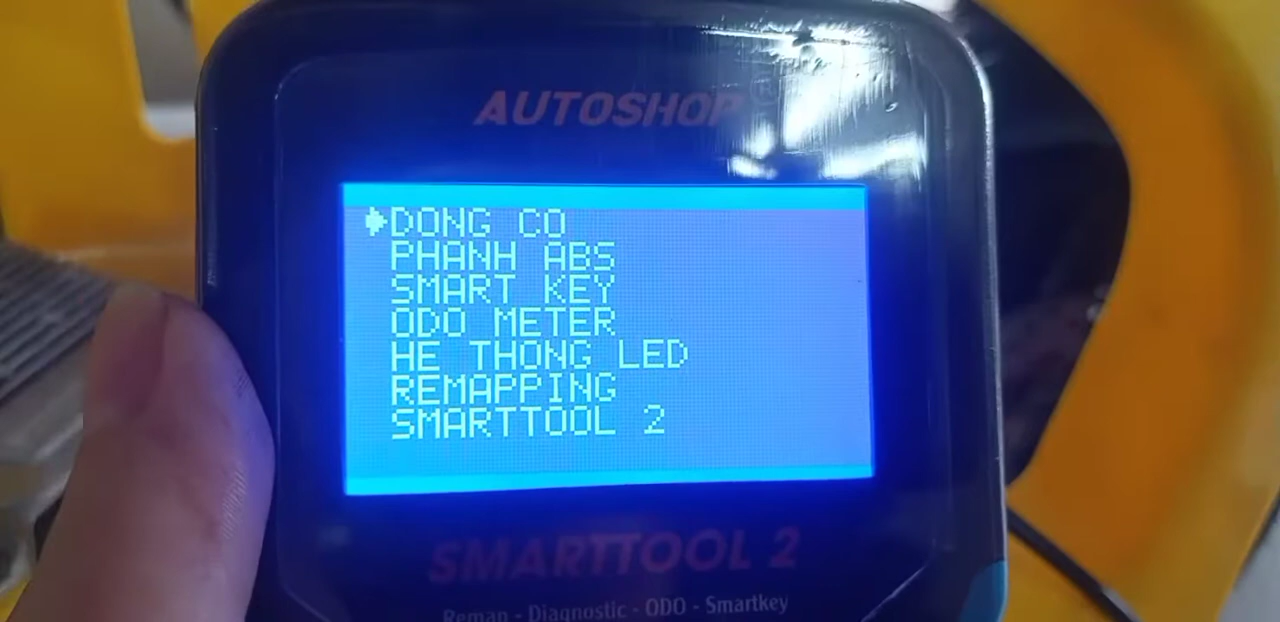 AUTOSHOP
DONG CO
PHANH ABS
SMART KEY
ODO METER
HE THONG LED
REMAPPING
SMARTTOOL 2
SMARTTOOL 2
Remap - Diagnostic - ODO - Smartkey